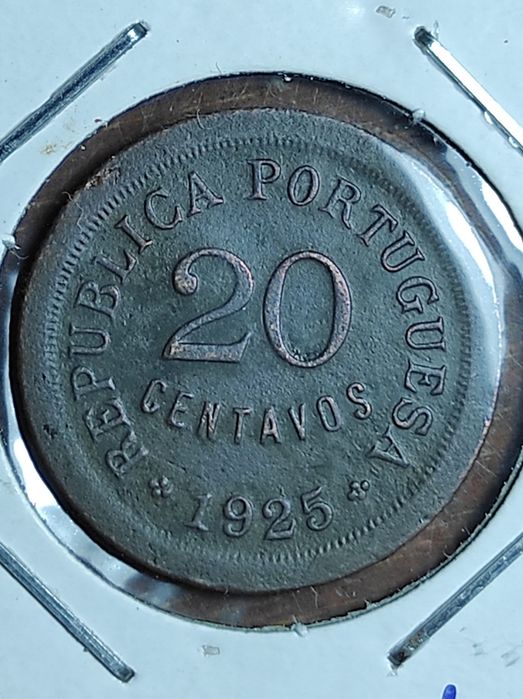 REPUBLICA PORTUGUESA
20
CENTAVOS
1925